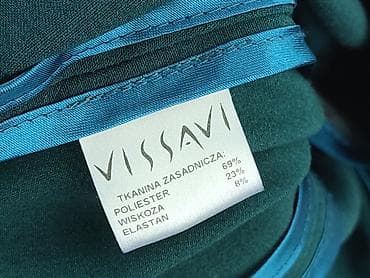 VISSAVI
TKANINA ZASADNICZA:
POLIESTER 69%
WISKOZA 23%
ELASTAN 8%